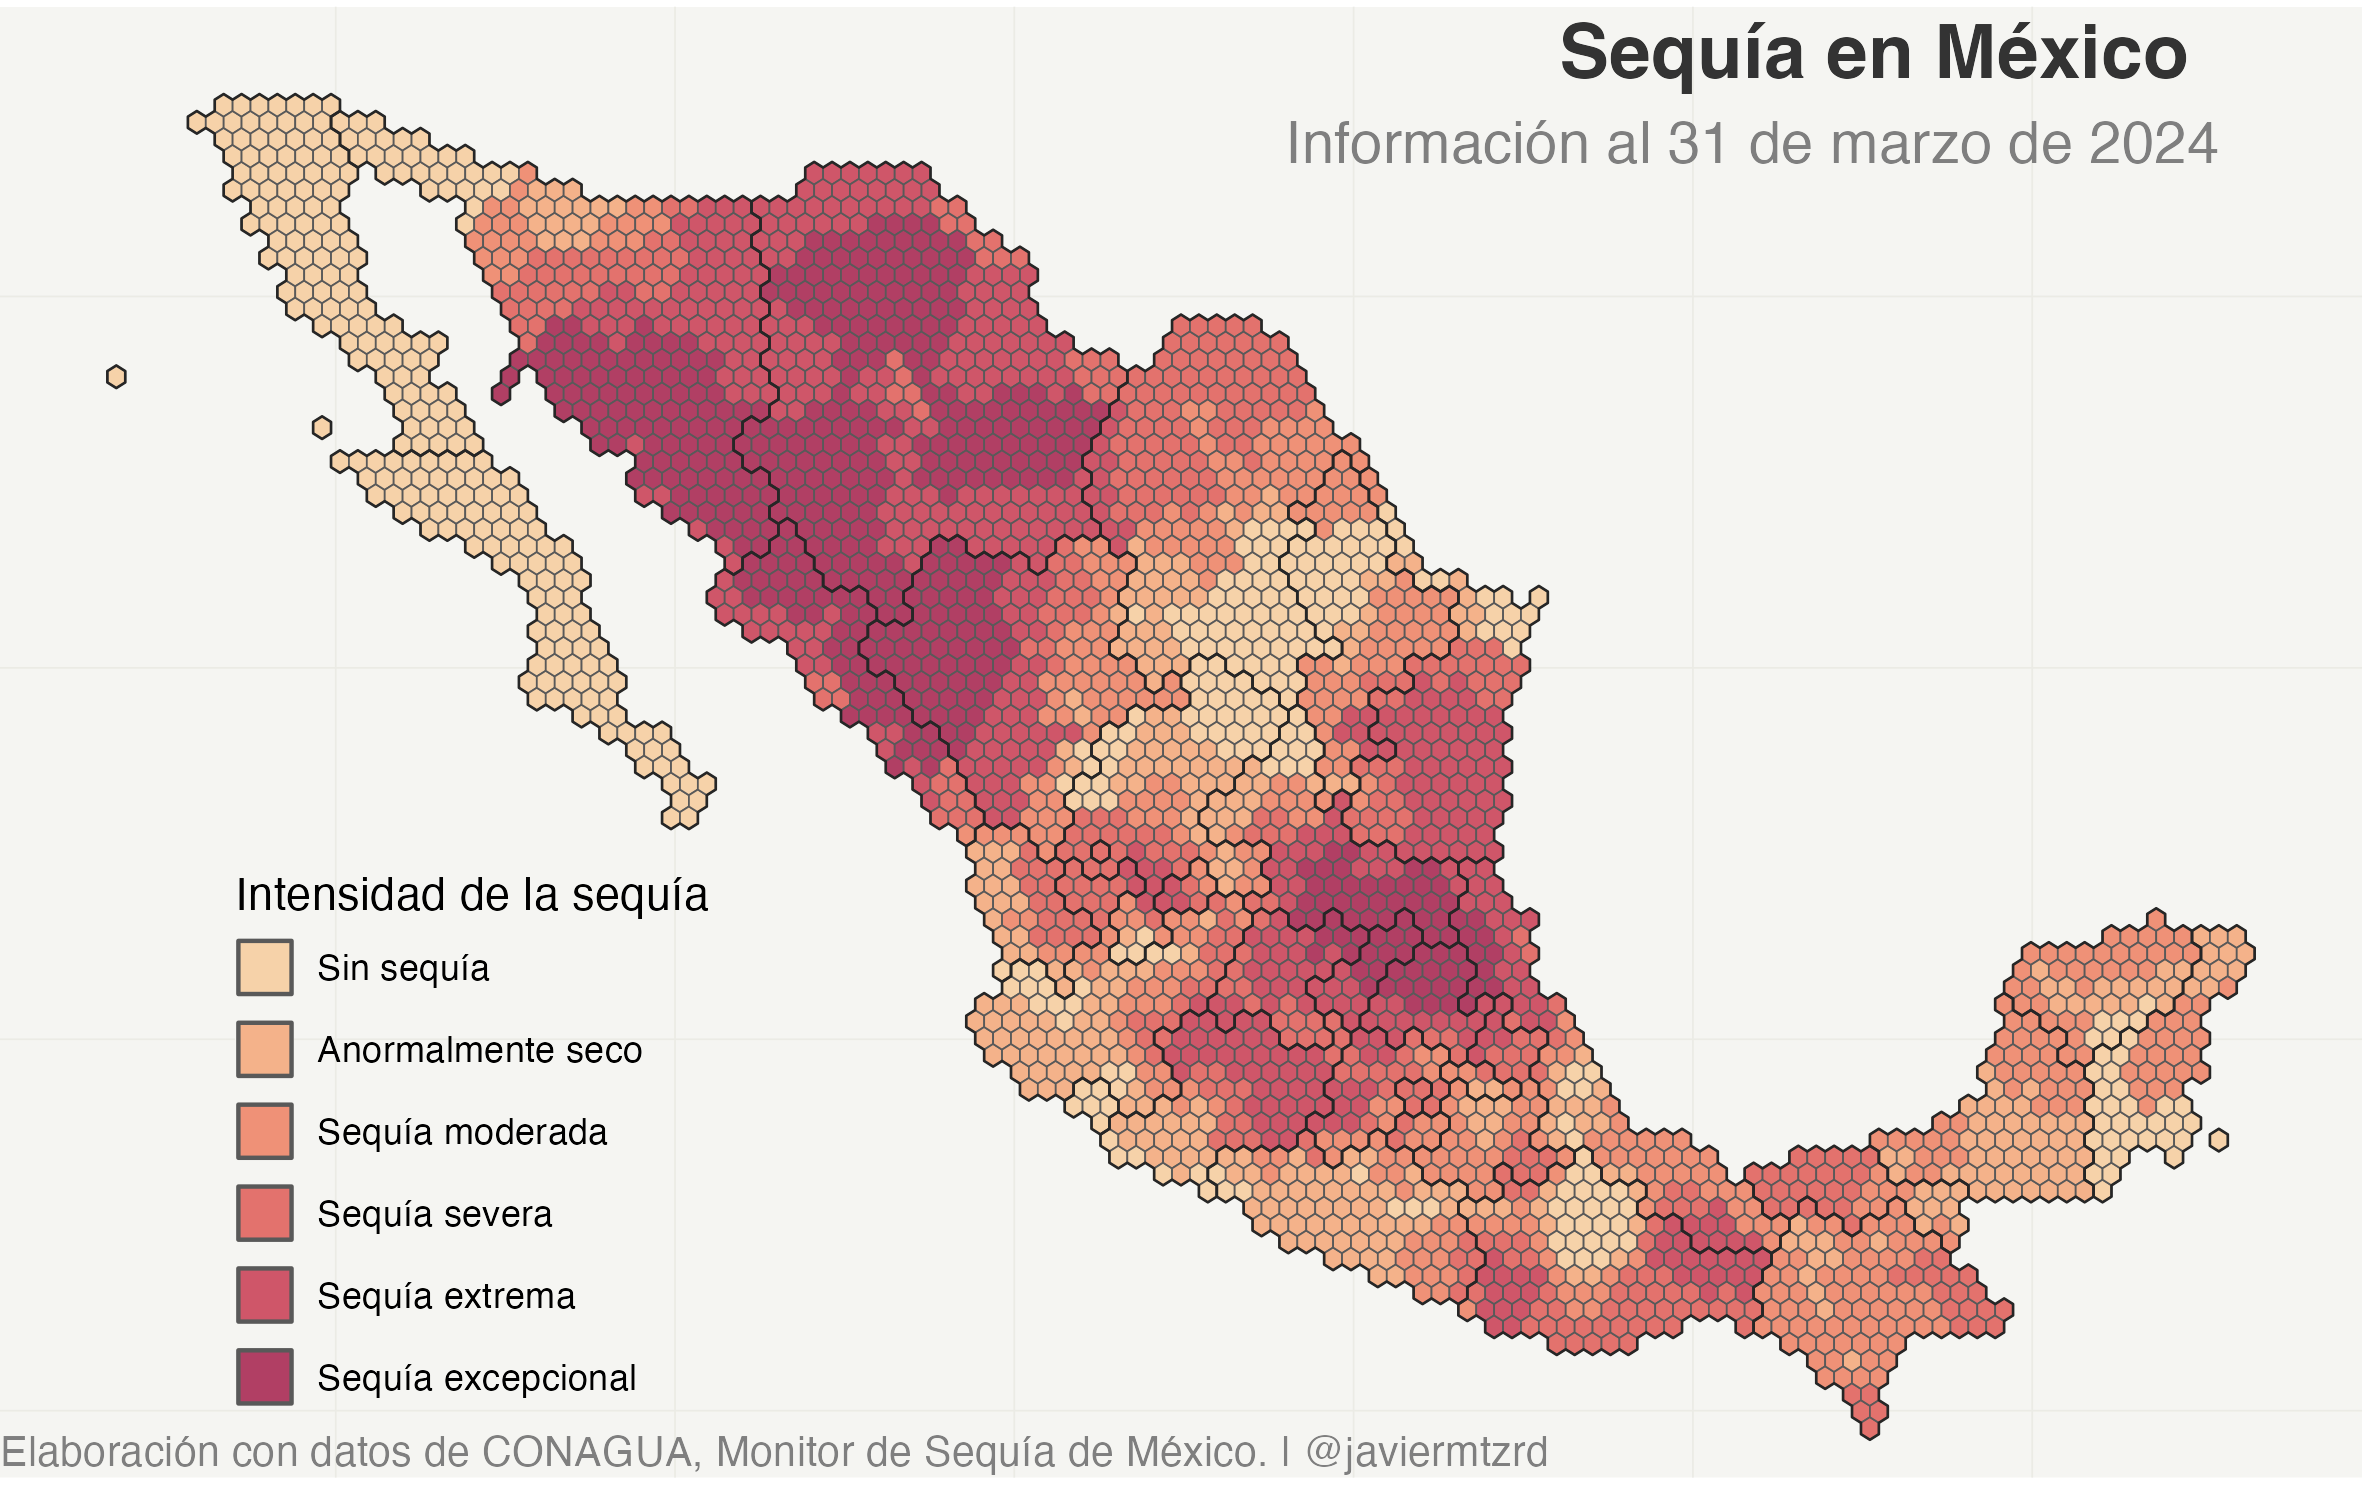 Sequía en México
Información al 31 de marzo de 2024
Intensidad de la sequía
Sin sequía
Anormalmente seco
Sequía moderada
Sequía severa
Sequía extrema
Sequía excepcional
Elaboración con datos de CONAGUA, Monitor de Sequía de México. | @javiermtzrd